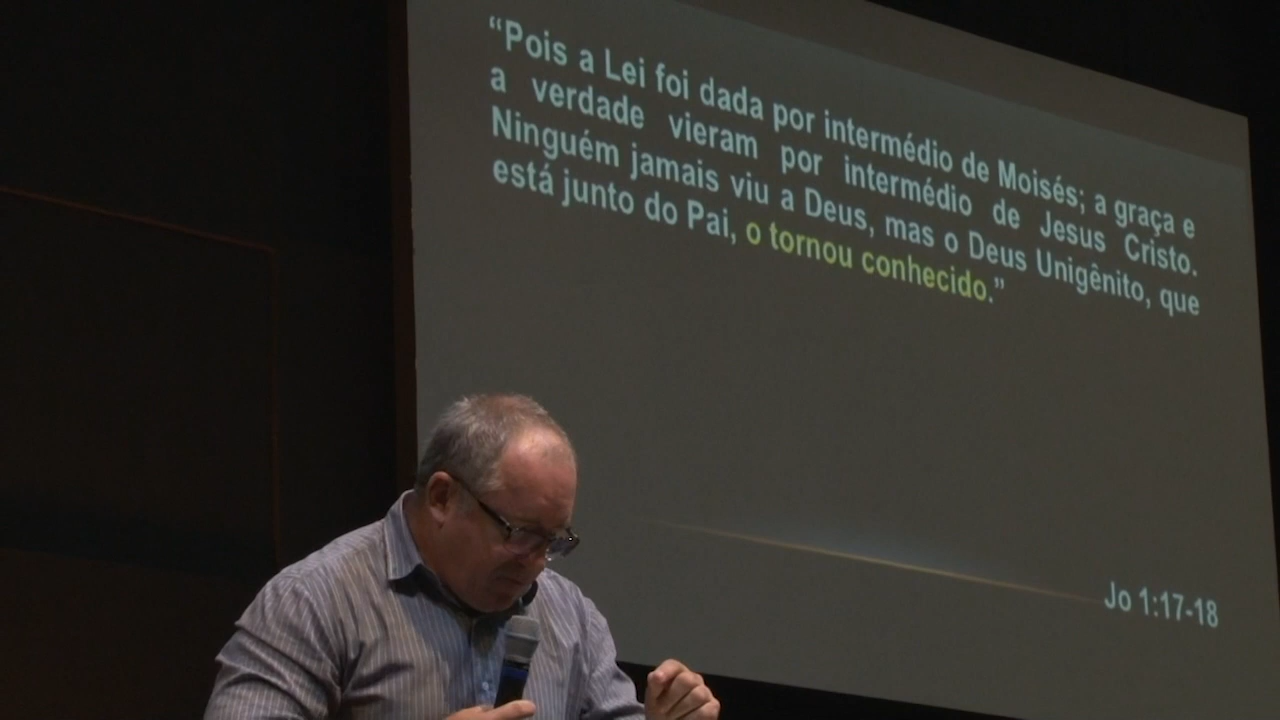 “Pois a Lei foi dada por intermédio de Moisés; a graça e
a verdade vieram por intermédio de Jesus Cristo.
Ninguém jamais viu a Deus, mas o Deus Unigênito, que
está junto do Pai, o tornou conhecido.”
Jo 1:17-18